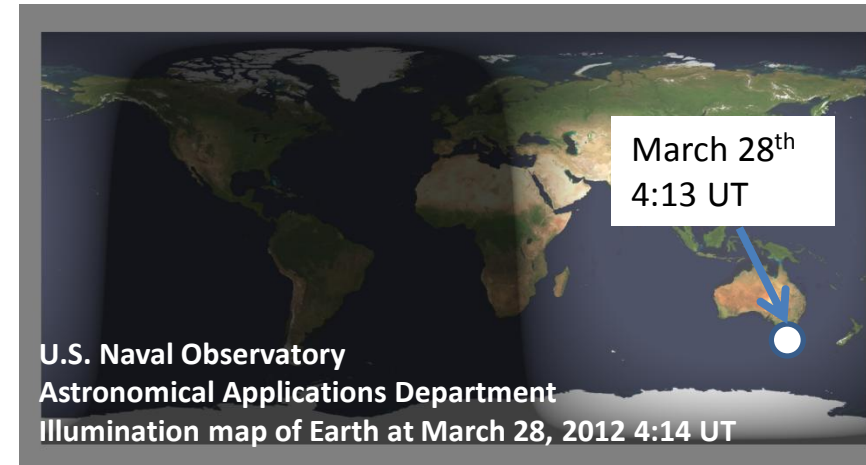 March 28th
4:13 UT
U.S. Naval Observatory
Astronomical Applications Department
Illumination map of Earth at March 28, 2012 4:14 UT